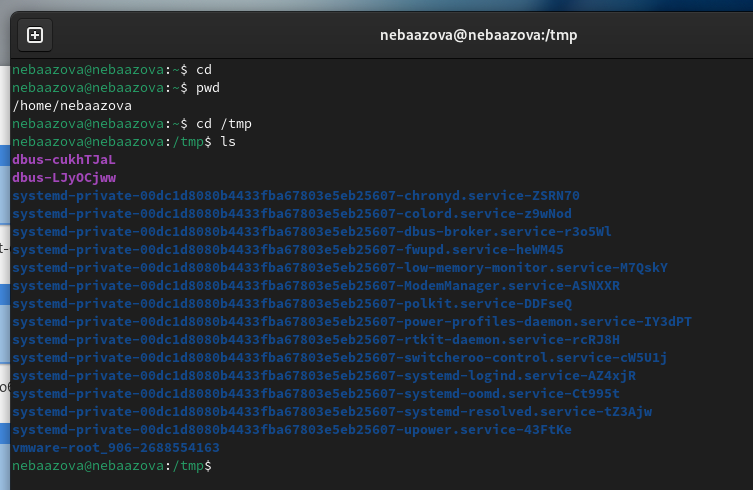 nebaazova@nebaazova:/tmp
nebaazova@nebaazova:~$ cd
nebaazova@nebaazova:~$ pwd
/home/nebaazova
nebaazova@nebaazova:~$ cd /tmp
nebaazova@nebaazova:/tmp$ ls
dbus-cukhTJaL
dbus-LJyOCjww
systemd-private-00dc1d8080b4433fba67803e5eb25607-chronyd.service-ZSRN70
systemd-private-00dc1d8080b4433fba67803e5eb25607-colord.service-z9wNod
systemd-private-00dc1d8080b4433fba67803e5eb25607-dbus-broker.service-r3o5Wl
systemd-private-00dc1d8080b4433fba67803e5eb25607-fwupd.service-heWM45
systemd-private-00dc1d8080b4433fba67803e5eb25607-low-memory-monitor.service-M7QskY
systemd-private-00dc1d8080b4433fba67803e5eb25607-ModemManager.service-ASNXXR
systemd-private-00dc1d8080b4433fba67803e5eb25607-polkit.service-DDFseQ
systemd-private-00dc1d8080b4433fba67803e5eb25607-power-profiles-daemon.service-IY3dPT
systemd-private-00dc1d8080b4433fba67803e5eb25607-rtkit-daemon.service-rcRJ8H
systemd-private-00dc1d8080b4433fba67803e5eb25607-switcheroo-control.service-cW5U1j
systemd-private-00dc1d8080b4433fba67803e5eb25607-systemd-logind.service-AZ4xjR
systemd-private-00dc1d8080b4433fba67803e5eb25607-systemd-oomd.service-Ct995t
systemd-private-00dc1d8080b4433fba67803e5eb25607-systemd-resolved.service-tZ3Ajw
systemd-private-00dc1d8080b4433fba67803e5eb25607-upower.service-43FtKe
vmware-root_906-2688554163
nebaazova@nebaazova:/tmp$